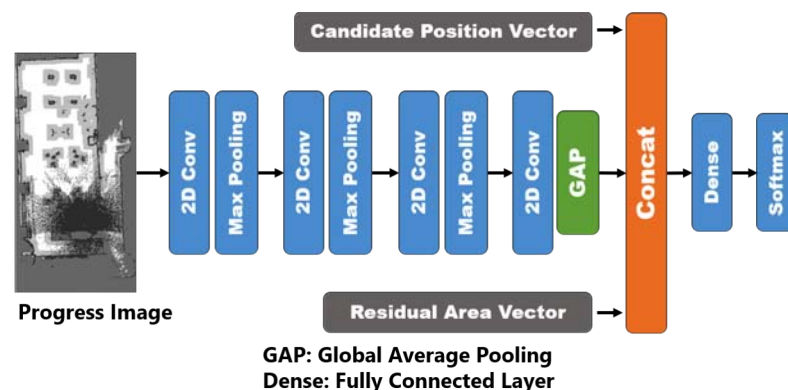 Candidate Position Vector
2D Conv
Max Pooling
2D Conv
Max Pooling
2D Conv
Max Pooling
2D Conv
GAP
Concat
Dense
Softmax
Progress Image
Residual Area Vector
GAP: Global Average Pooling
Dense: Fully Connected Layer